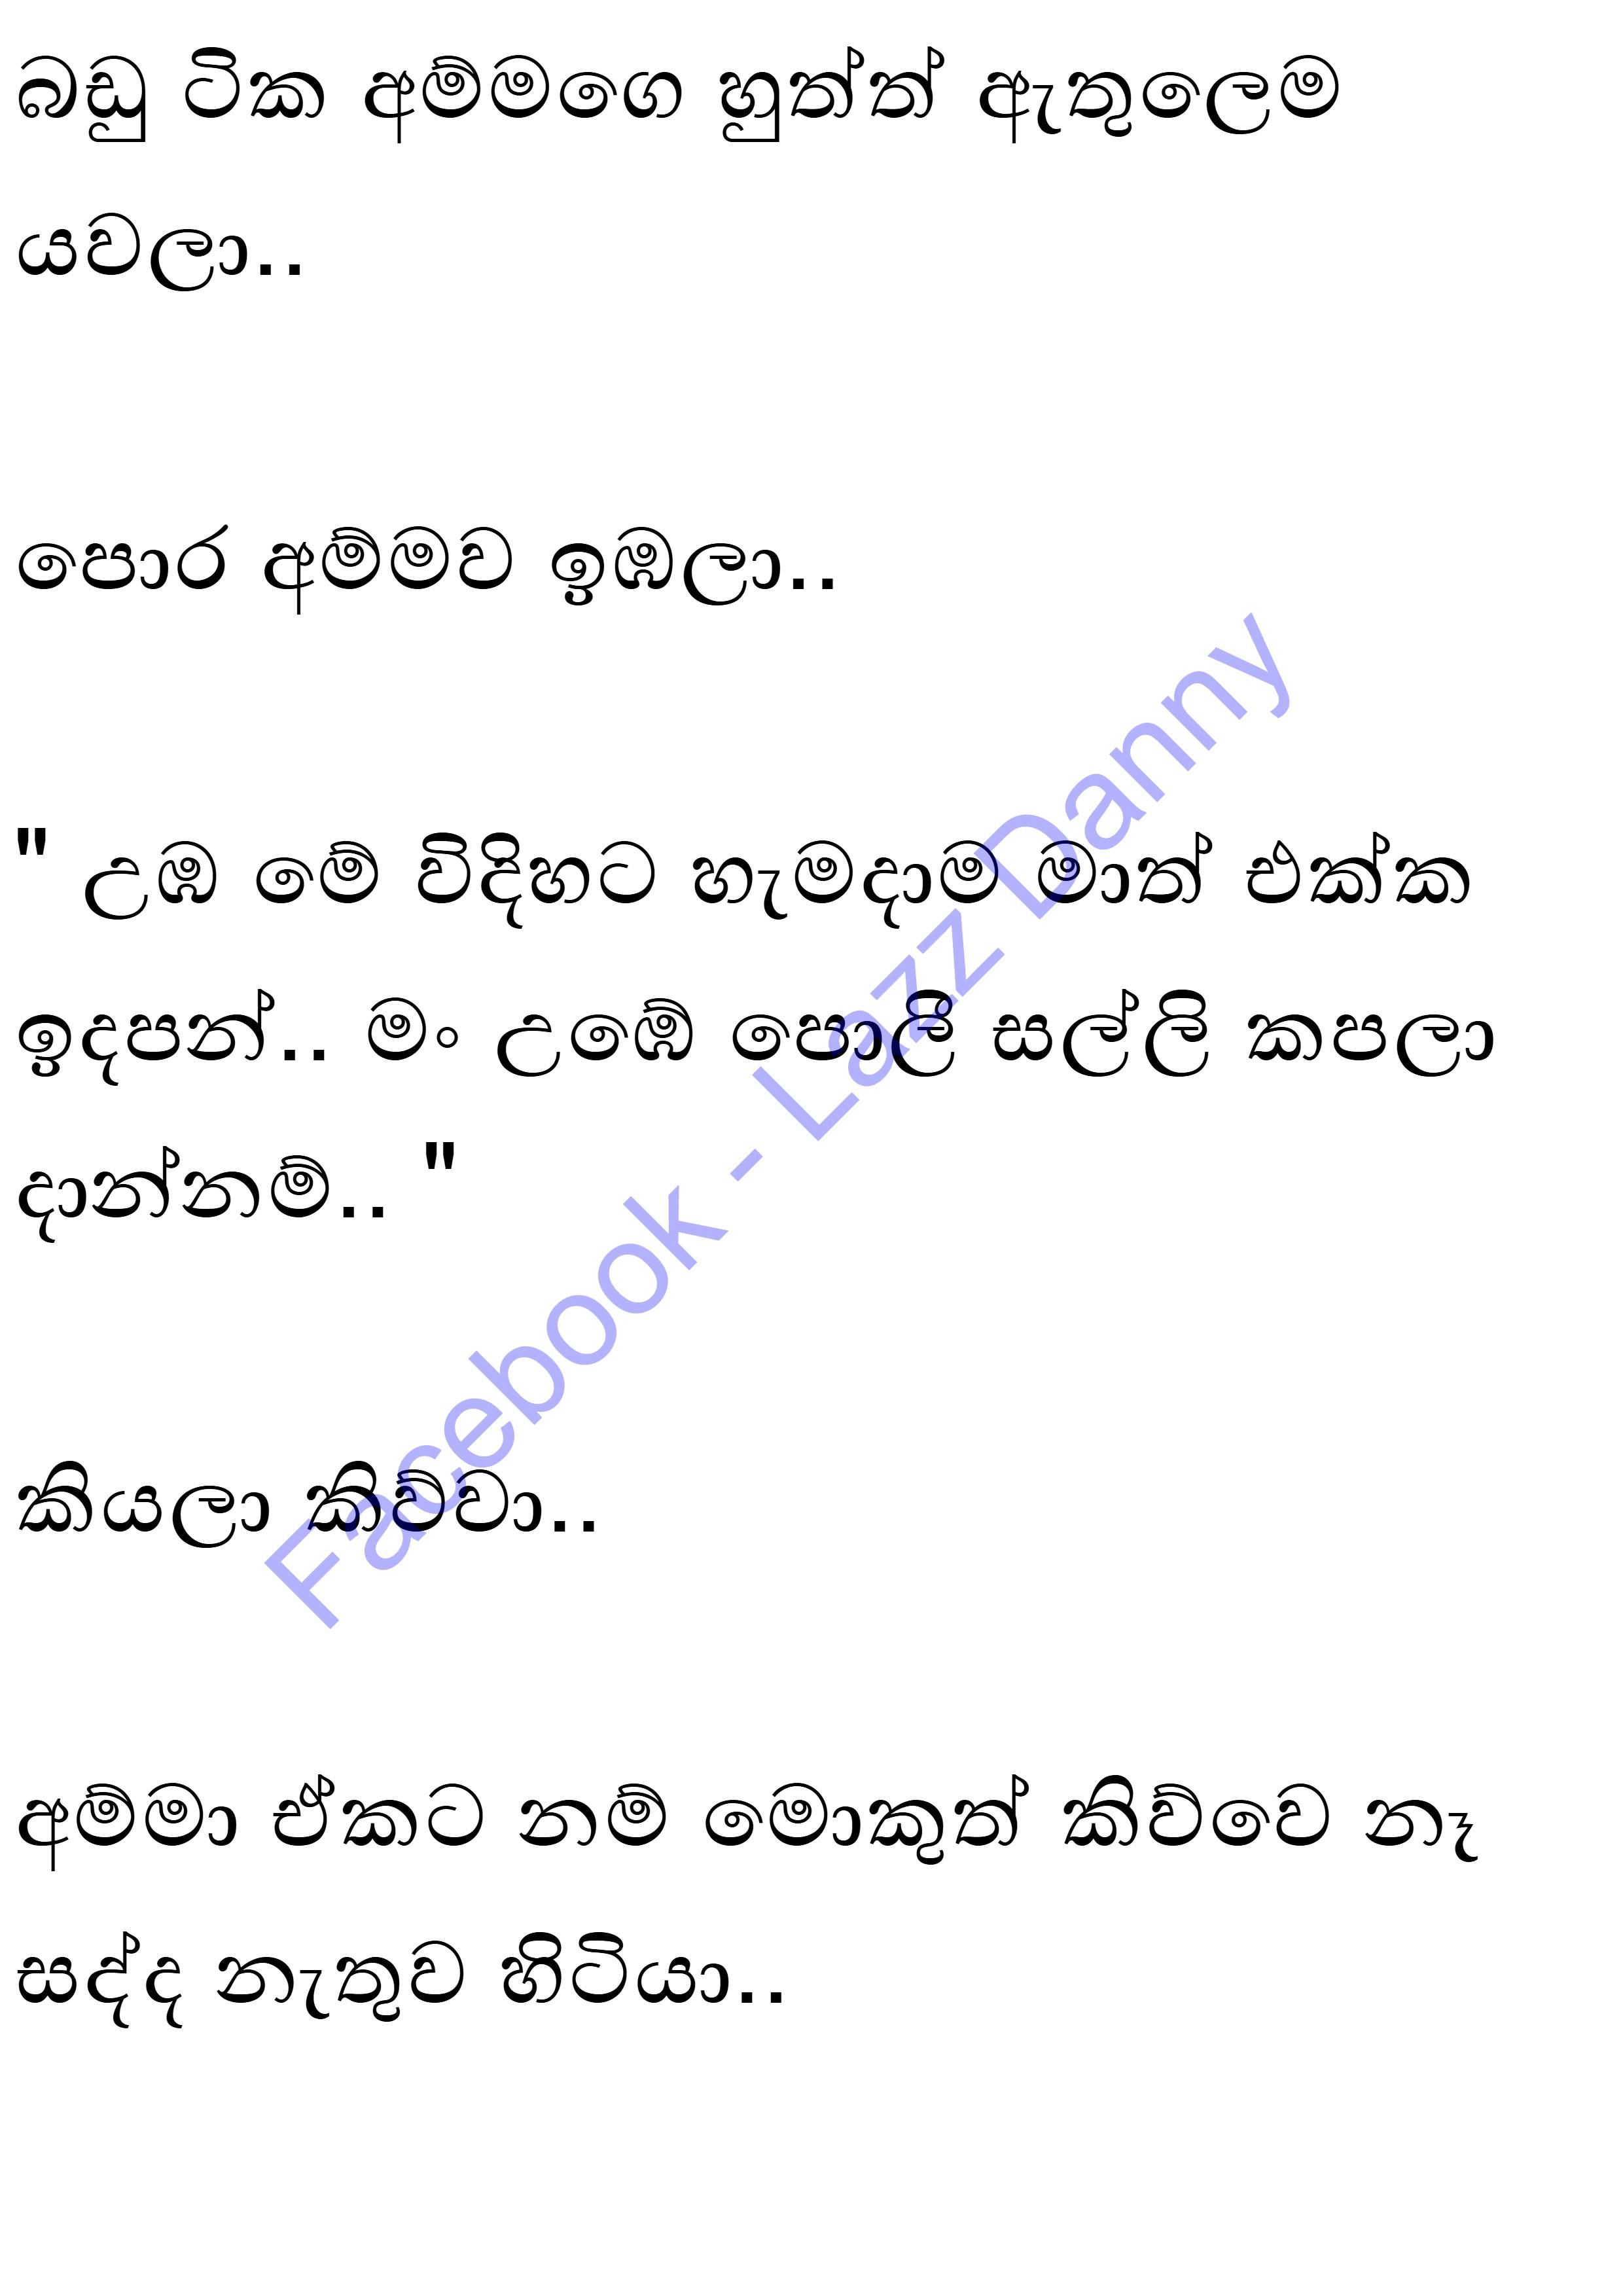 බඩු ටික අම්මගෙ හුත්ත් ඇතුලෙම
යවලා..
පොර අම්මව ඉඹලා..
" උඹ මේ විදිහට හැමදාම මාත් එක්ක
ඉදපන්.. මං උඹේ පොලී සල්ලි කපලා
දාන්නම්.. "
කියලා කිව්වා..
අම්මා ඒකට නම් මොකුත් කිව්වෙ නෑ
සද්ද නැතුව හිටියා..
Facebook - Lazz Danny